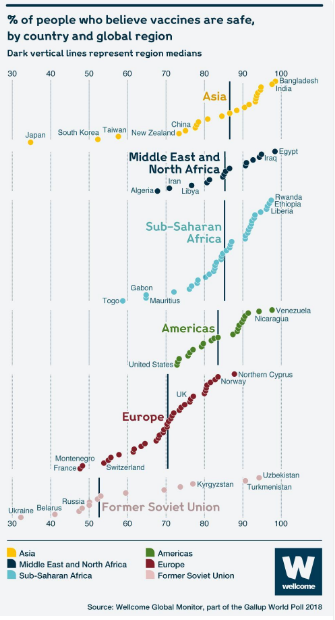 % of people who believe vaccines are safe,
by country and global region
Dark vertical lines represent region medians
30 40 50 60 70 80 90 100
Bangladesh
India
Asia
China
Taiwan
South Korea
New Zealand
Japan
Egypt
Middle East and
North Africa
Iraq
Iran
Algeria
Libya
Rwanda
Ethiopia
Liberia
Sub-Saharan
Africa
Gabon
Togo
Mauritius
Venezuela
Nicaragua
Americas
United States
Northern Cyprus
Norway
UK
Europe
Montenegro
France
Switzerland
Uzbekistan
Kyrgyzstan
Turkmenistan
Russia
Belarus
Former Soviet Union
Ukraine
30 40 50 60 70 80 90 100
Asia
Middle East and North Africa
Sub-Saharan Africa
Americas
Europe
Former Soviet Union
W
wellcome
Source: Wellcome Global Monitor, part of the Gallup World Poll 2018